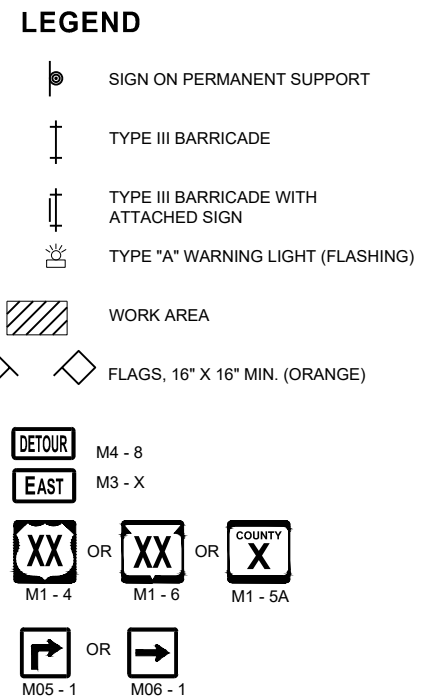 LEGEND
SIGN ON PERMANENT SUPPORT
TYPE III BARRICADE
TYPE III BARRICADE WITH
ATTACHED SIGN
TYPE "A" WARNING LIGHT (FLASHING)
WORK AREA
FLAGS, 16" X 16" MIN. (ORANGE)
DETOUR M4 - 8
EAST M3 - X
XX OR XX OR COUNTY X
M1 - 4 M1 - 6 M1 - 5A
OR
M05 - 1 M06 - 1